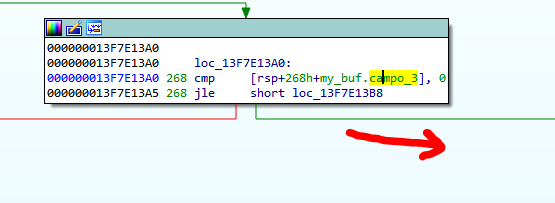 000000013F7E13A0
000000013F7E13A0 loc_13F7E13A0:
000000013F7E13A0 268 cmp [rsp+268h+my_buf.campo_3], 0
000000013F7E13A5 268 jle short loc_13F7E13B8